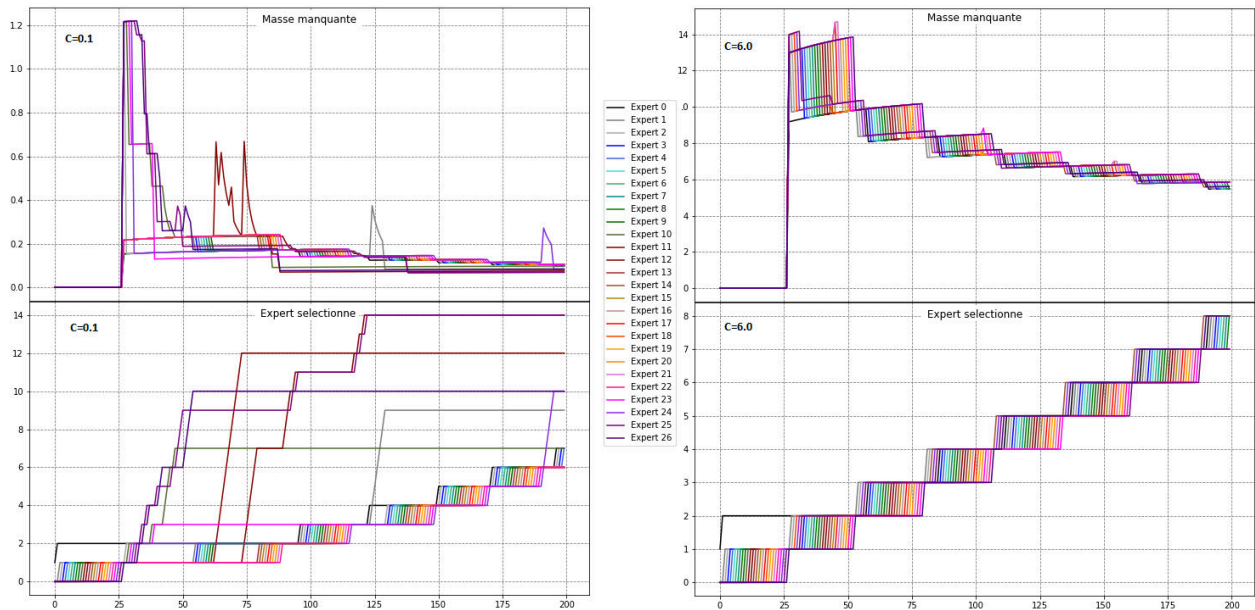 Masse manquante
C=0.1
1.2
1.0
0.8
0.6
0.4
0.2
0.0
Expert selectionne
C=0.1
14
12
10
8
6
4
2
0
0 25 50 75 100 125 150 175 200
Expert 0
Expert 1
Expert 2
Expert 3
Expert 4
Expert 5
Expert 6
Expert 7
Expert 8
Expert 9
Expert 10
Expert 11
Expert 12
Expert 13
Expert 14
Expert 15
Expert 16
Expert 17
Expert 18
Expert 19
Expert 20
Expert 21
Expert 22
Expert 23
Expert 24
Expert 25
Expert 26
Masse manquante
C=6.0
14
12
.0
8
6
4
2
0
Expert selectionne
C=6.0
8
7
6
5
4
3
2
1
0
0 25 50 75 100 125 150 175 200